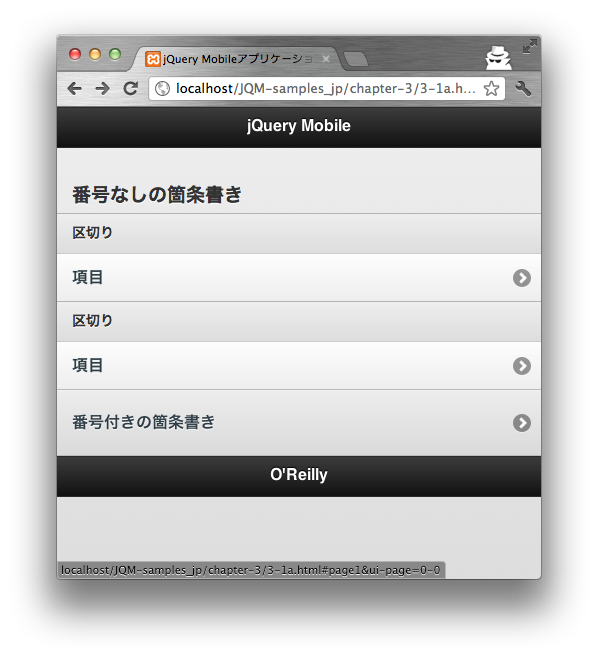 jQuery Mobileアプリケーショ
localhost/JQM-samples_jp/chapter-3/3-1a.h...
jQuery Mobile
番号なしの箇条書き
区切り
項目
区切り
項目
番号付きの箇条書き
O'Reilly
localhost/JQM-samples_jp/chapter-3/3-1a.html#page1&ui-page=0-0